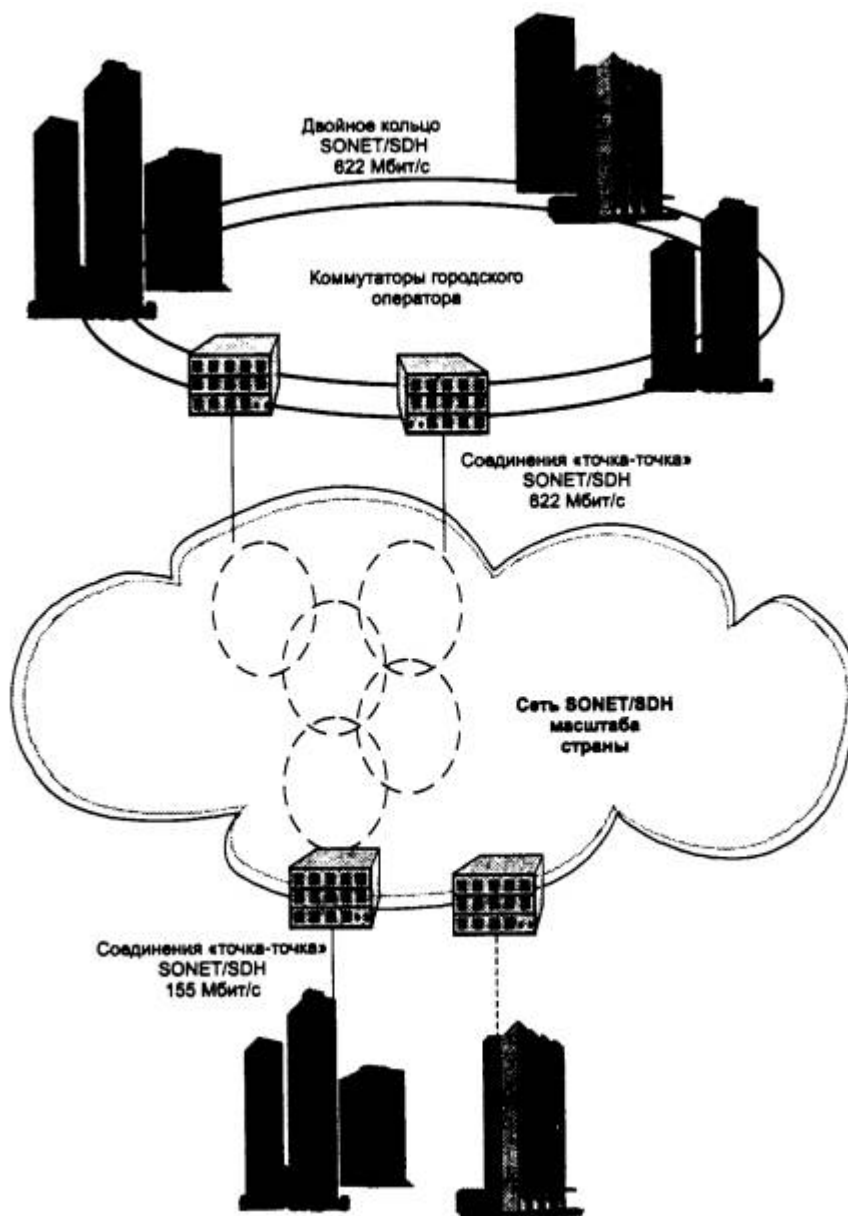 Двойное кольцо
SONET/SDH
622 Мбит/с
Коммутаторы городского
оператора
Соединения «точка-точка»
SONET/SDH
622 Мбит/с
Сеть SONET/SDH
масштаба
страны
Соединения «точка-точка»
SONET/SDH
155 Мбит/с